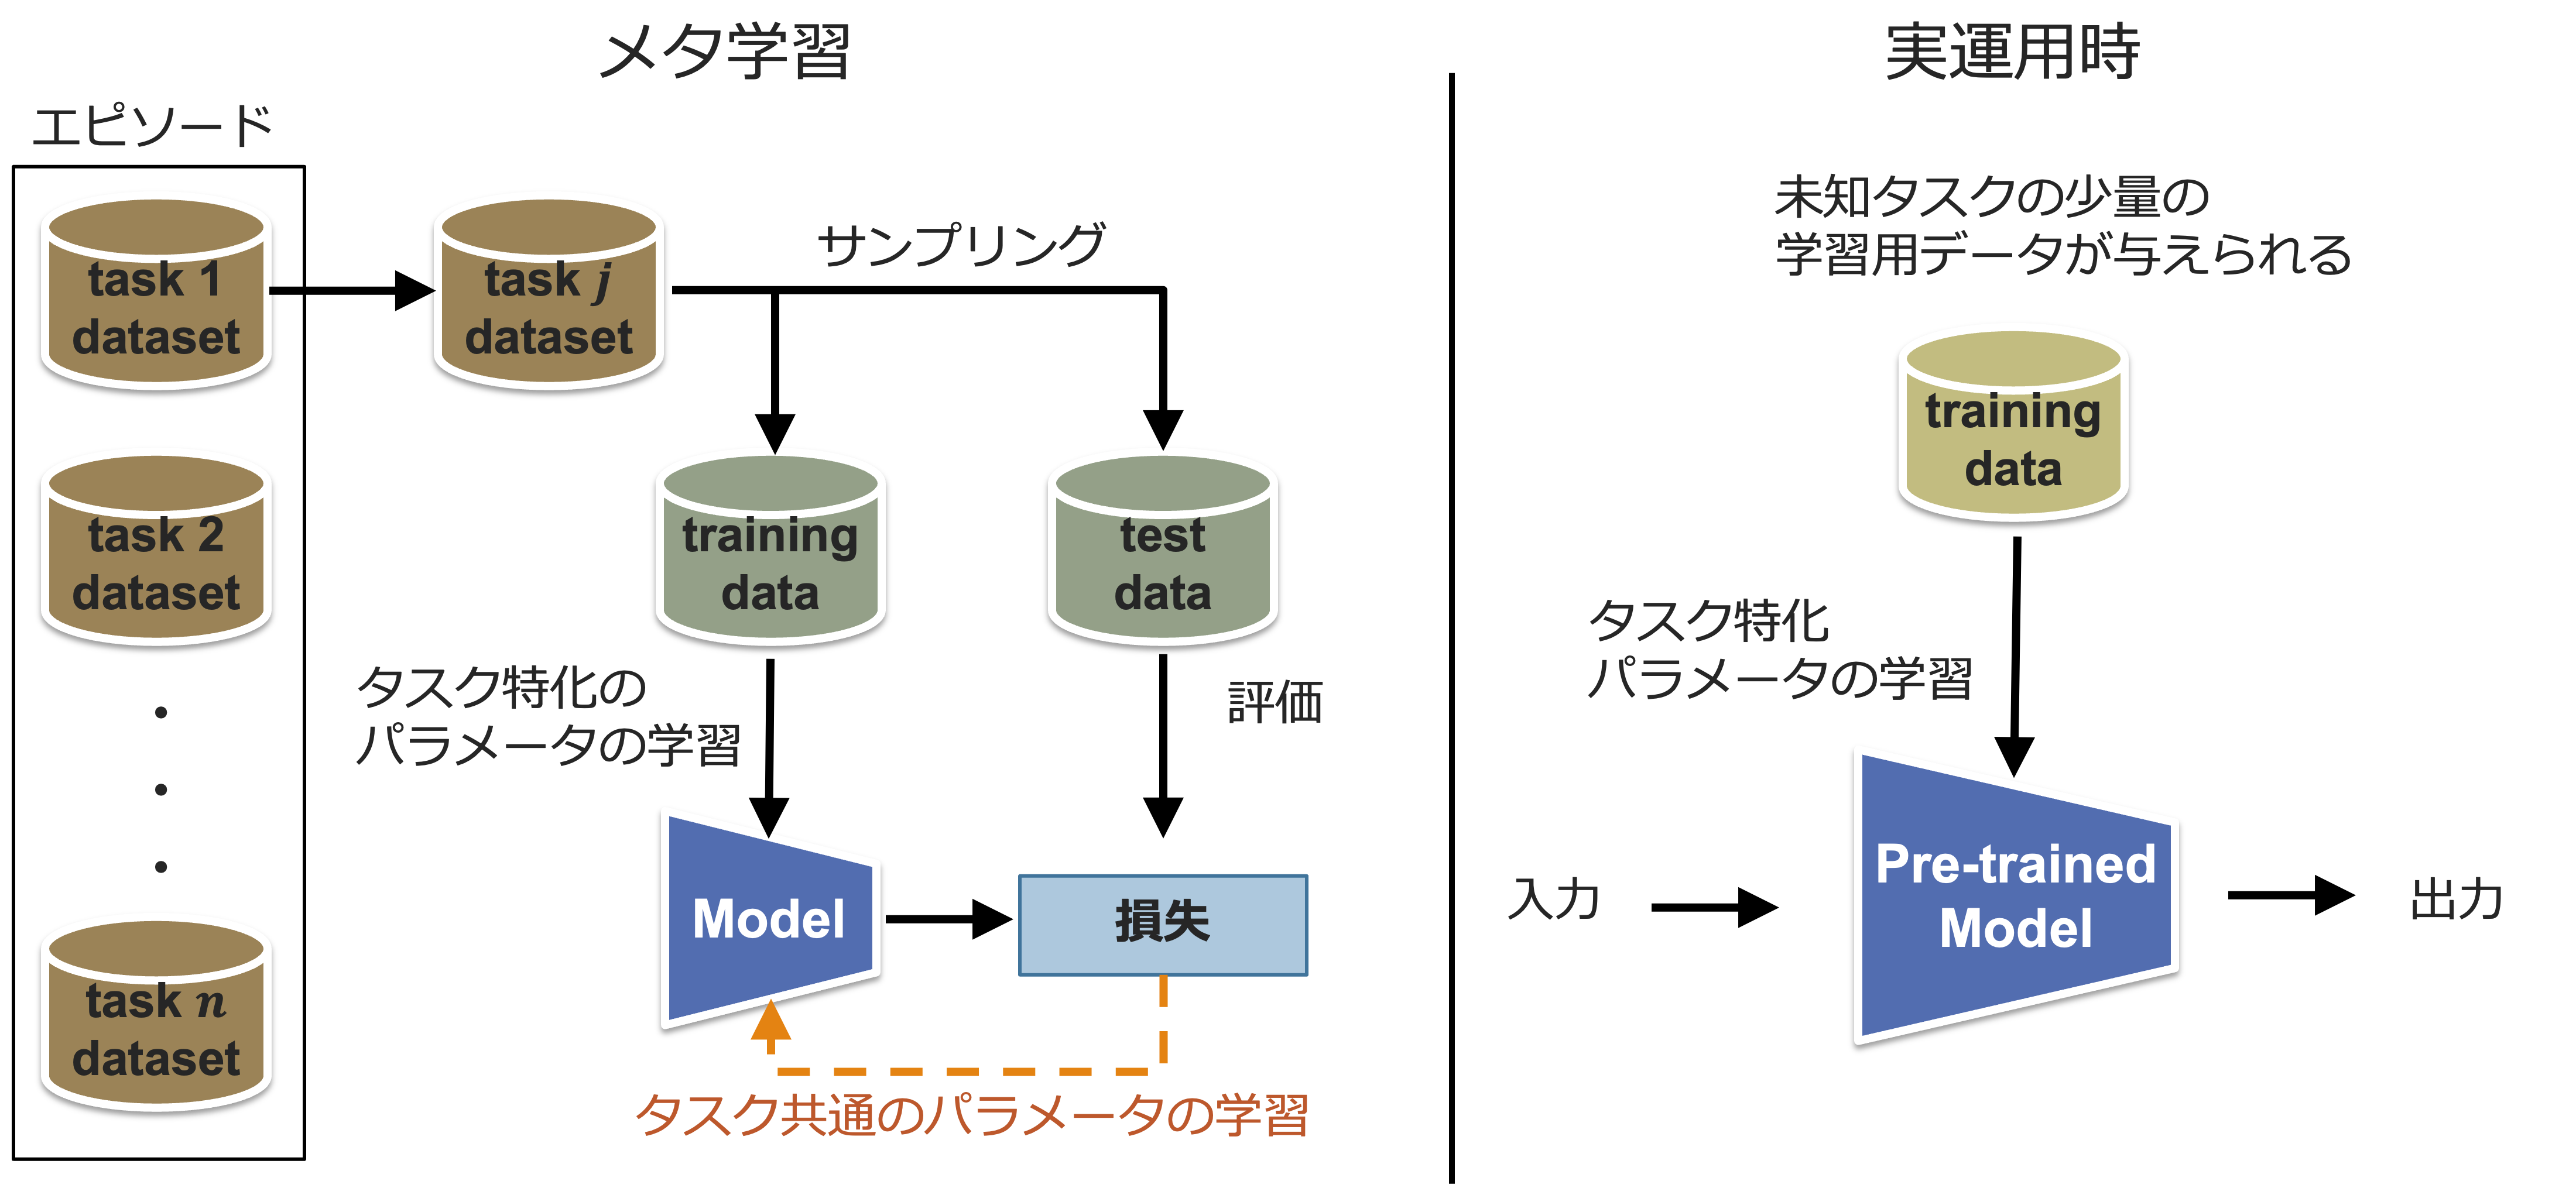 メタ学習
エピソード
task 1
dataset
task 2
dataset
task n
dataset
task j
dataset
サンプリング
training
data
test
data
タスク特化の
パラメータの学習
評価
Model
損失
タスク共通のパラメータの学習
実運用時
未知タスクの少量の
学習用データが与えられる
training
data
タスク特化
パラメータの学習
入力
Pre-trained
Model
出力